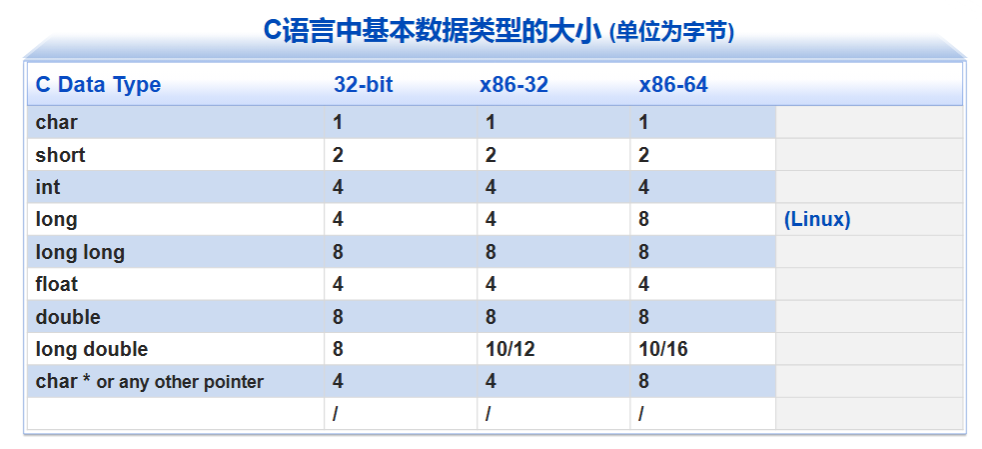 C语言中基本数据类型的大小 (单位为字节)
C Data Type 32-bit x86-32 x86-64
char 1 1 1
short 2 2 2
int 4 4 4
long 4 4 8 (Linux)
long long 8 8 8
float 4 4 4
double 8 8 8
long double 8 10/12 10/16
char * or any other pointer 4 4 8
/ / /